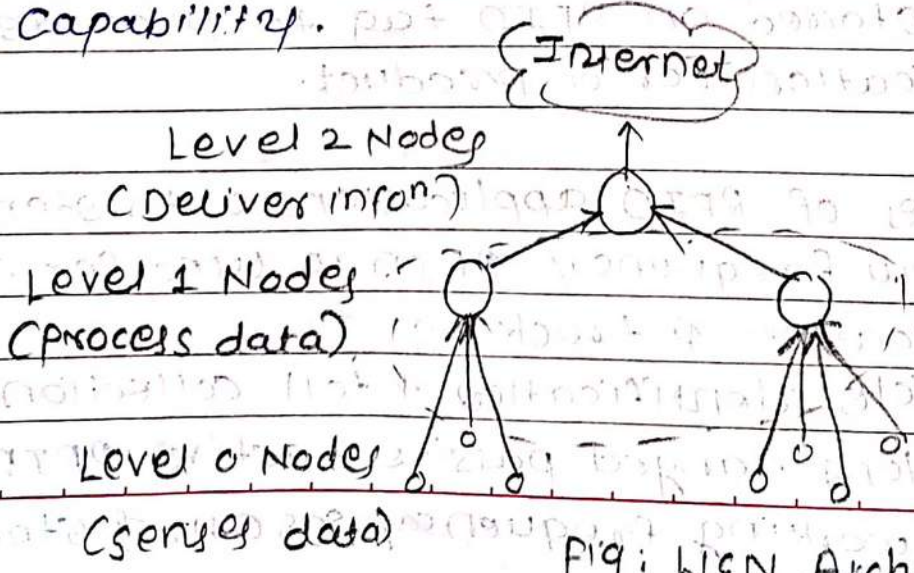 Capability.
Internet
Level 2 Nodes
(Deliver infoⁿ)
Level 1 Nodes
(process data)
Level 0 Nodes
(senses data)
Fig: WSN Arch